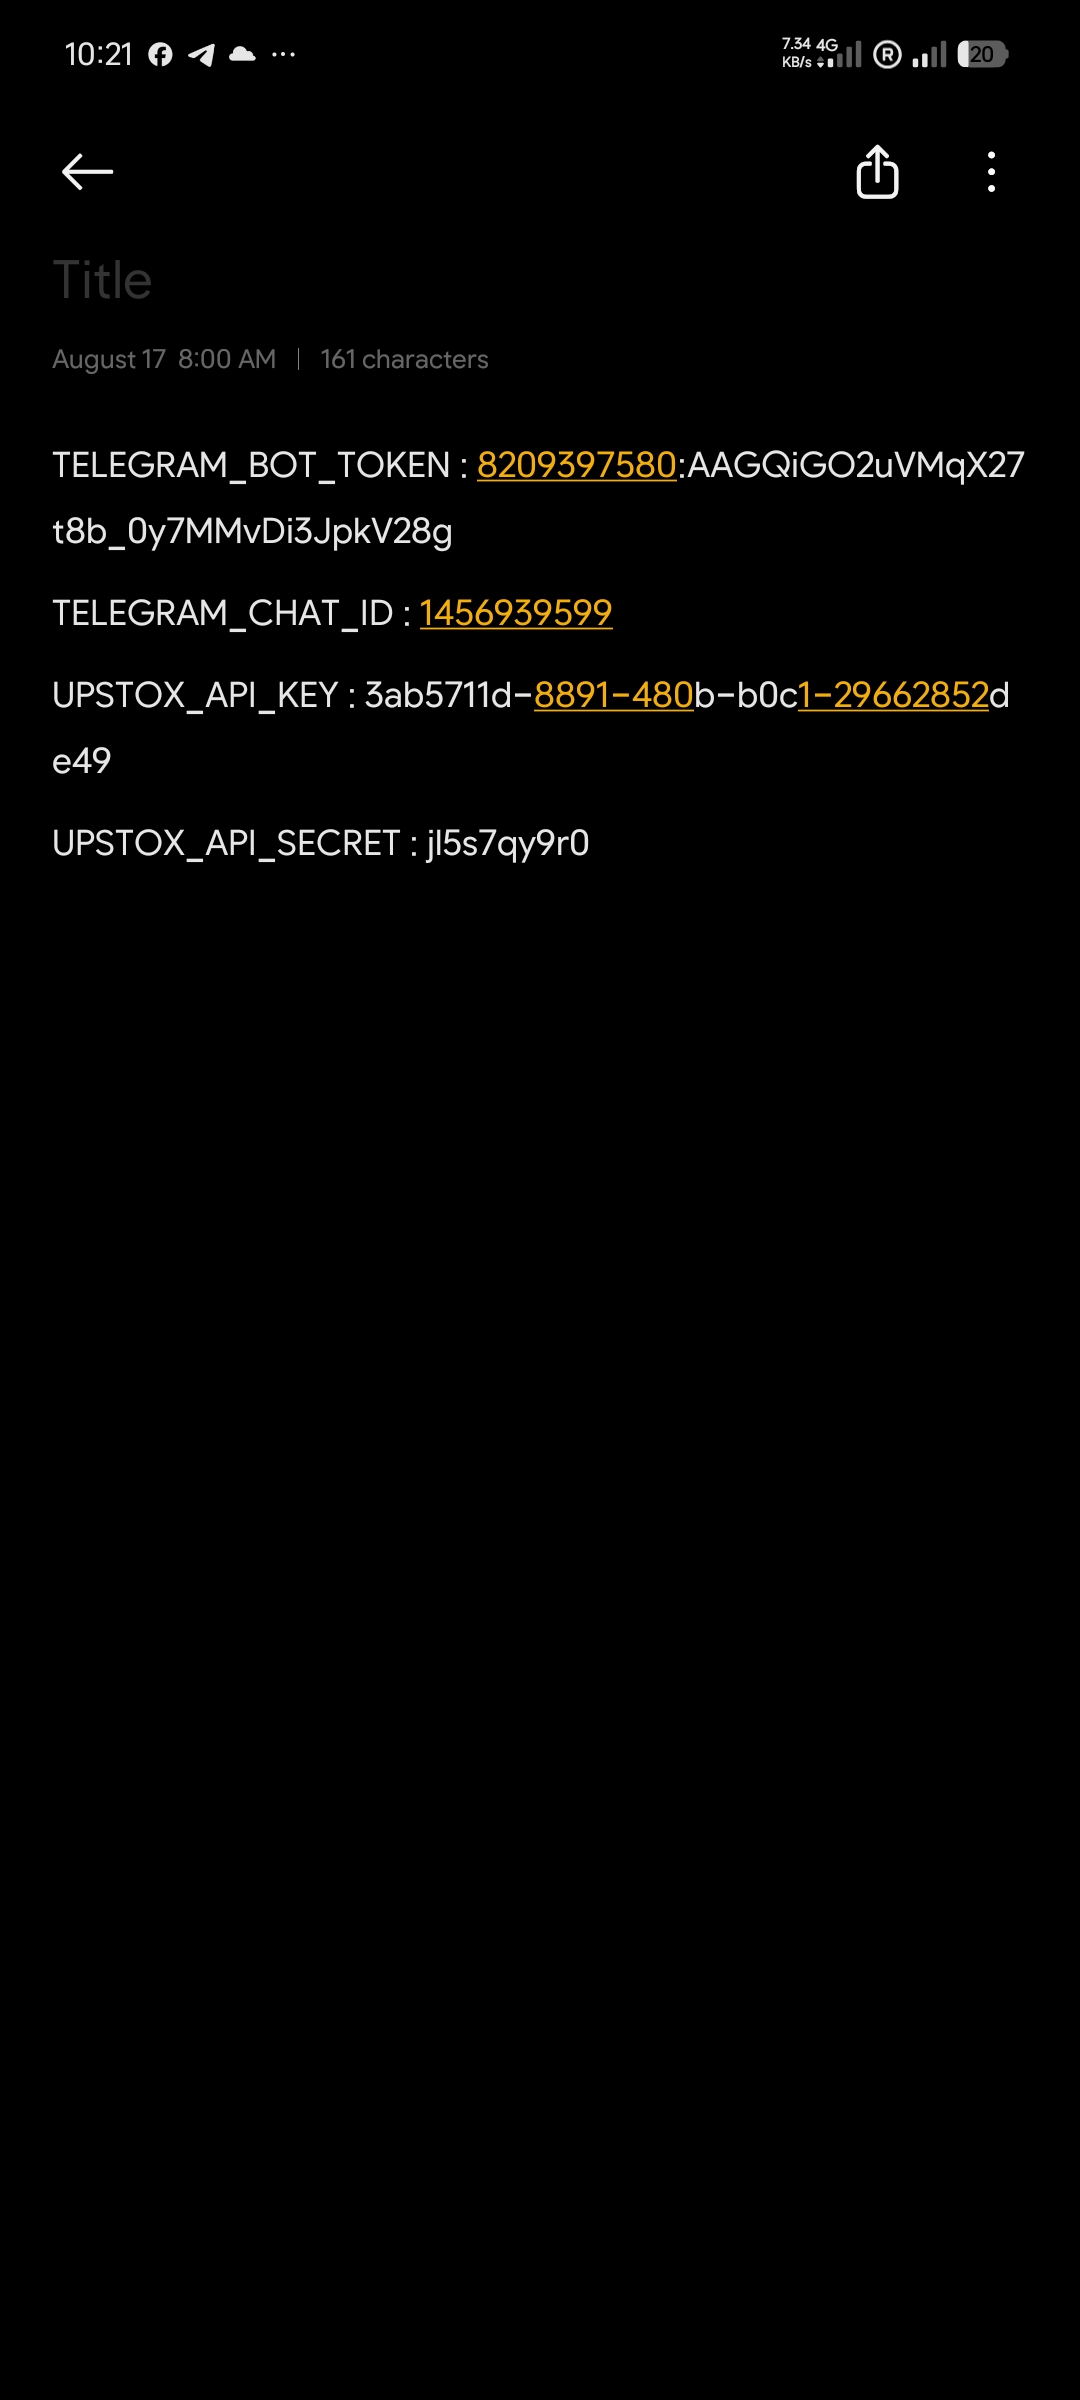 10:21
7.34 KB/s 4G R 20
Title
August 17 8:00 AM | 161 characters
TELEGRAM_BOT_TOKEN : 8209397580:AAGQiGO2uVMqX27
t8b_0y7MMvDi3JpkV28g
TELEGRAM_CHAT_ID : 1456939599
UPSTOX_API_KEY : 3ab5711d-8891-480b-b0c1-29662852d
e49
UPSTOX_API_SECRET : jl5s7qy9r0